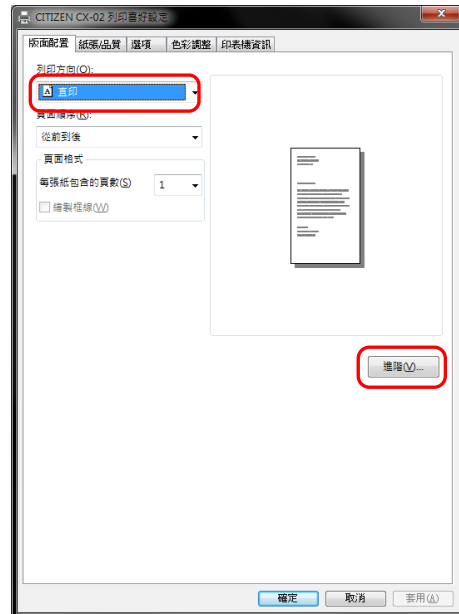 CITIZEN CX-02 列印喜好設定
版面配置 紙張/品質 選項 色彩調整 印表機資訊
列印方向(O):
A 直印
頁面順序(R):
從前到後
頁面格式
每張紙包含的頁數(S) 1
繪製框線(W)
進階(V)...
確定 取消 套用(A)